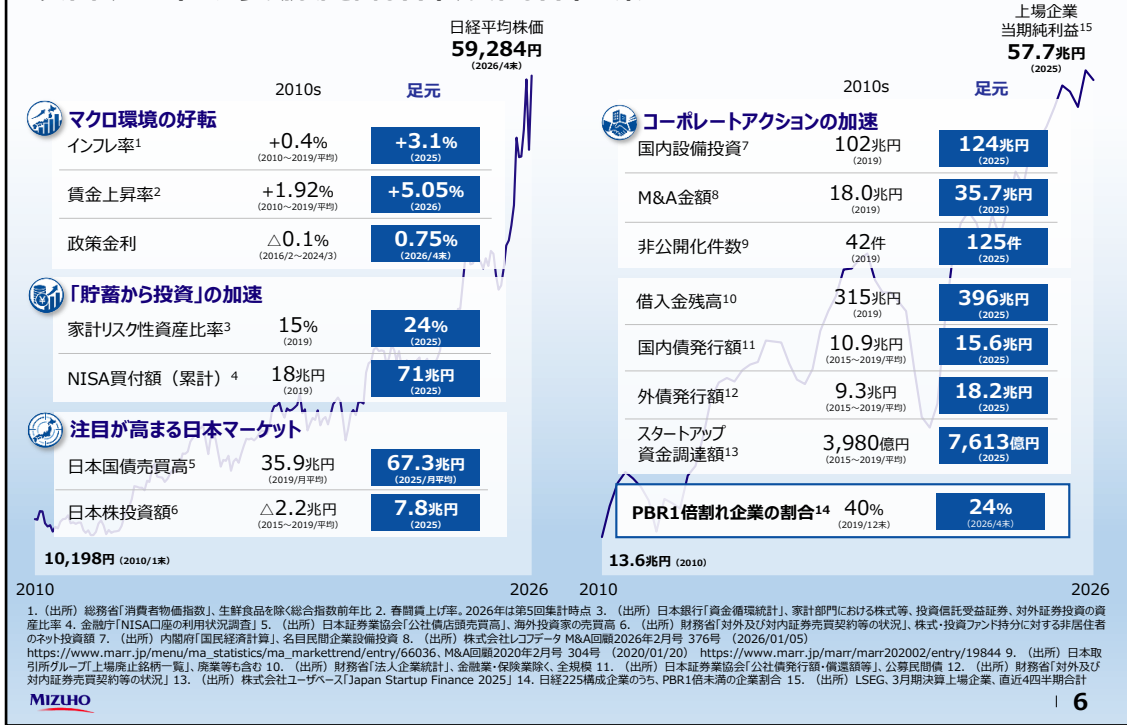 日経平均株価
59,284円
(2026/4末)
2010s
足元
マクロ環境の好転
インフレ率1
+0.4%
(2010~2019/平均)
+3.1%
(2025)
賃金上昇率2
+1.92%
(2010~2019/平均)
+5.05%
(2026)
政策金利
△0.1%
(2016/2~2024/3)
0.75%
(2026/4末)
「貯蓄から投資」の加速
家計リスク性資産比率3
15%
(2019)
24%
(2025)
NISA買付額(累計)4
18兆円
(2019)
71兆円
(2025)
注目が高まる日本マーケット
日本国債売買高5
35.9兆円
(2019/月平均)
67.3兆円
(2025/月平均)
日本株投資額6
△2.2兆円
(2015~2019/平均)
7.8兆円
(2025)
10,198円 (2010/1末)
2010
2026
上場企業
当期純利益15
57.7兆円
(2025)
2010s
足元
コーポレートアクションの加速
国内設備投資7
102兆円
(2019)
124兆円
(2025)
M&A金額8
18.0兆円
(2019)
35.7兆円
(2025)
非公開化件数9
42件
(2019)
125件
(2025)
借入金残高10
315兆円
(2019)
396兆円
(2025)
国内債発行額11
10.9兆円
(2015~2019/平均)
15.6兆円
(2025)
外債発行額12
9.3兆円
(2015~2019/平均)
18.2兆円
(2025)
スタートアップ
資金調達額13
3,980億円
(2015~2019/平均)
7,613億円
(2025)
PBR1倍割れ企業の割合14
40%
(2019/12末)
24%
(2026/4末)
13.6兆円 (2010)
2010
2026
1. (出所)総務省「消費者物価指数」、生鮮食品を除く総合指数前年比 2. 春闘賃上げ率。2026年は第5回集計時点 3. (出所)日本銀行「資金循環統計」、家計部門における株式等、投資信託受益証券、対外証券投資の資
産比率 4. 金融庁「NISA口座の利用状況調査」 5. (出所)日本証券業協会「公社債店頭売買高」、海外投資家の売買高 6. (出所)財務省「対外及び対内証券売買契約等の状況」、株式・投資ファンド持分に対する非居住者
のネット投資額 7. (出所)内閣府「国民経済計算」、名目民間企業設備投資 8. (出所)株式会社レコフデータ M&A回顧2026年2月号 376号 (2026/01/05)
https://www.marr.jp/menu/ma_statistics/ma_markettrend/entry/66036、M&A回顧2020年2月号 304号 (2020/01/20) https://www.marr.jp/marr/marr202002/entry/19844 9. (出所)日本取
引所グループ「上場廃止銘柄一覧」、廃業等も含む 10. (出所)財務省「法人企業統計」、金融業・保険業除く、全規模 11. (出所)日本証券業協会「公社債発行額・償還額等」、公募民間債 12. (出所)財務省「対外及び
対内証券売買契約等の状況」 13. (出所)株式会社ユーザベース「Japan Startup Finance 2025」 14. 日経225構成企業のうち、PBR1倍未満の企業割合 15. (出所)LSEG、3月期決算上場企業、直近4四半期合計
MIZUHO
6